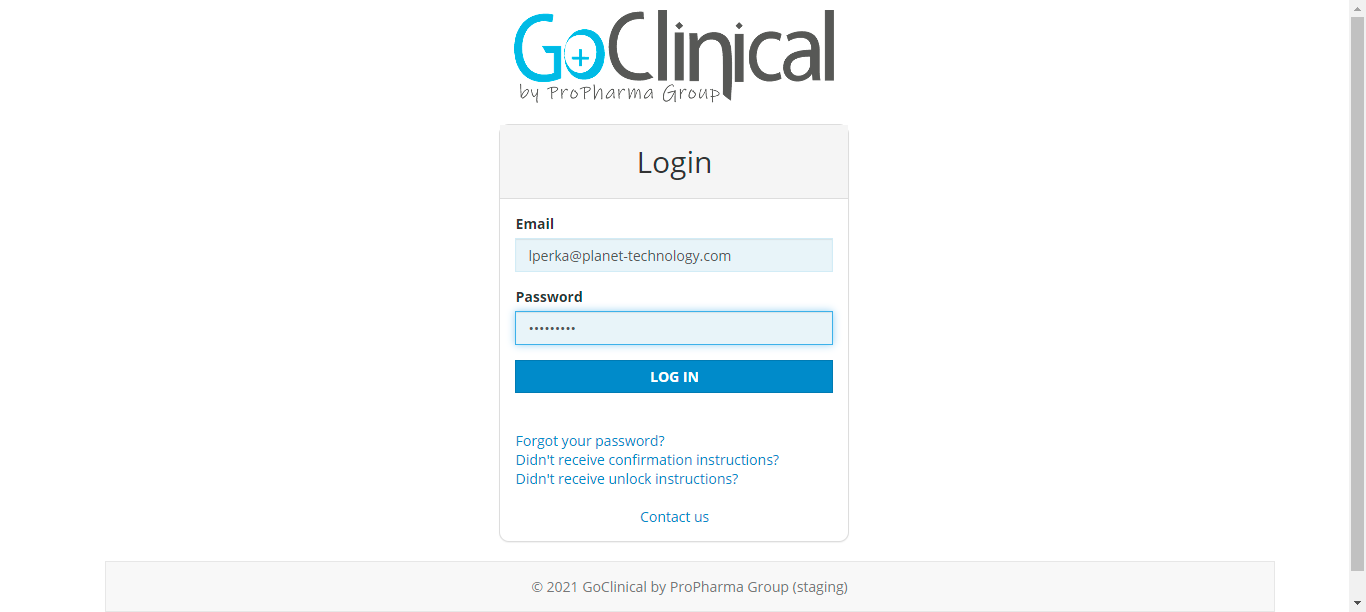 GoClinical
by ProPharma Group
Login
Email
lperka@planet-technology.com
Password
•••••••••
LOG IN
Forgot your password?
Didn't receive confirmation instructions?
Didn't receive unlock instructions?
Contact us
© 2021 GoClinical by ProPharma Group (staging)